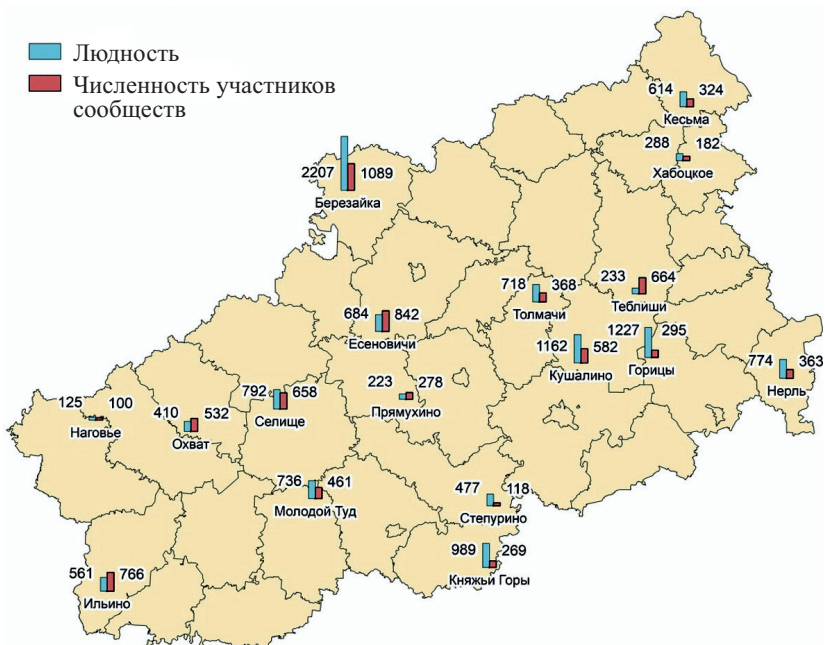 Людность
Численность участников
сообществ
614 324
Кесьма
288 182
Хабоцкое
2207 1089
Березайка
233 664
Теблиши
718 368
Толмачи
684 842
Есеновичи
1162 582
Кушалино
1227 295
Горицы
774 363
Нерль
792 658
Селище
223 278
Прямухино
125 100
Наговье
410 532
Охват
736 461
Молодой Туд
477 118
Степурино
989 269
Княжьи Горы
561 766
Ильино